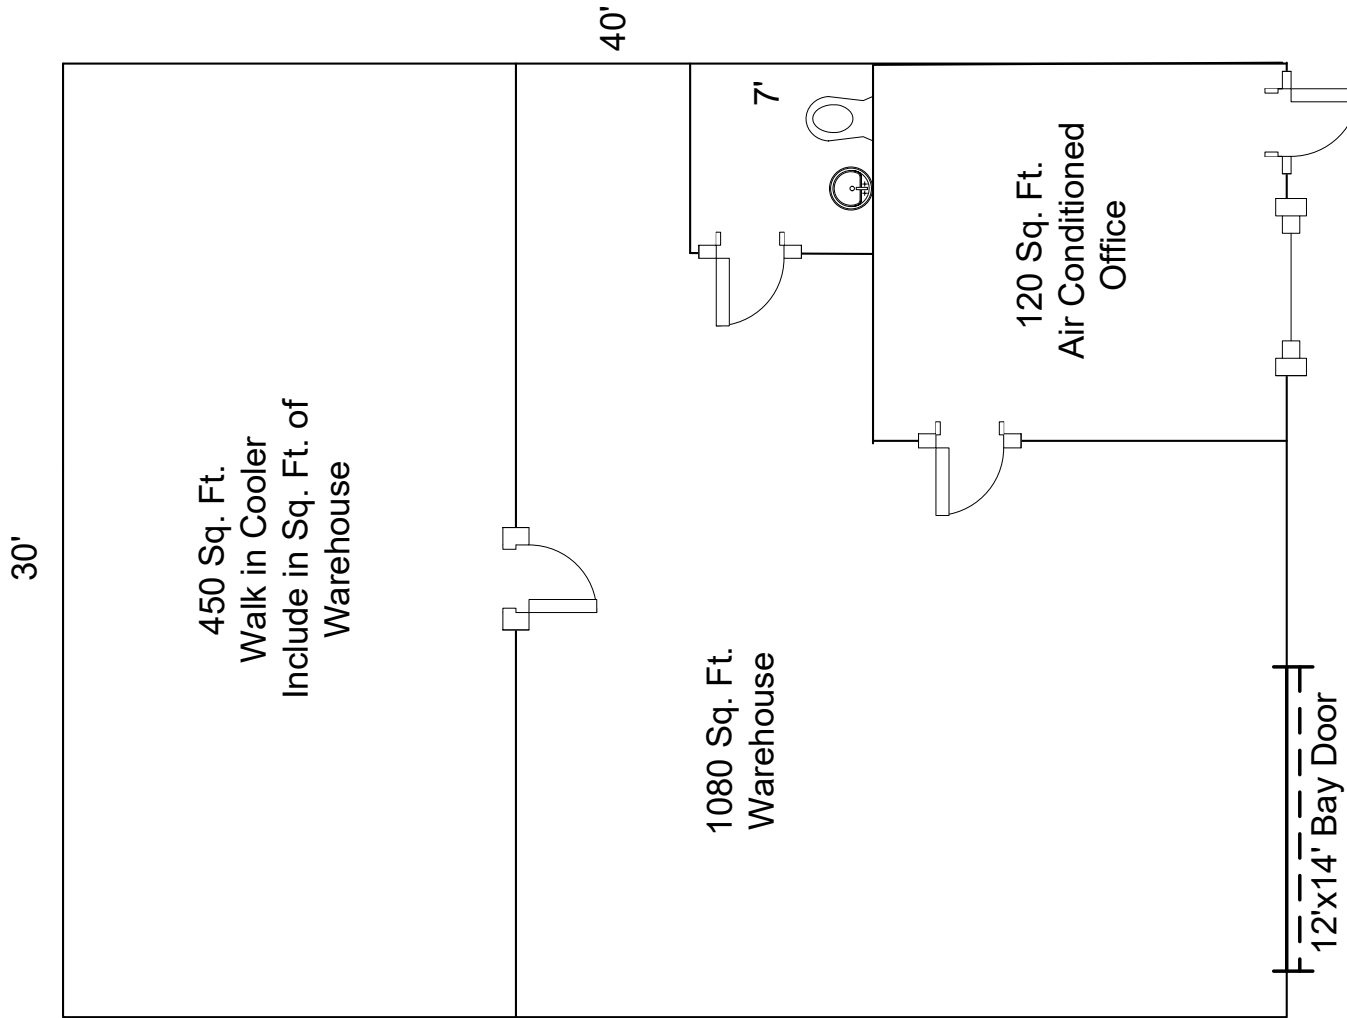 30'
40'
450 Sq. Ft.
Walk in Cooler
Include in Sq. Ft. of
Warehouse
7'
1080 Sq. Ft.
Warehouse
120 Sq. Ft.
Air Conditioned
Office
12'x14' Bay Door